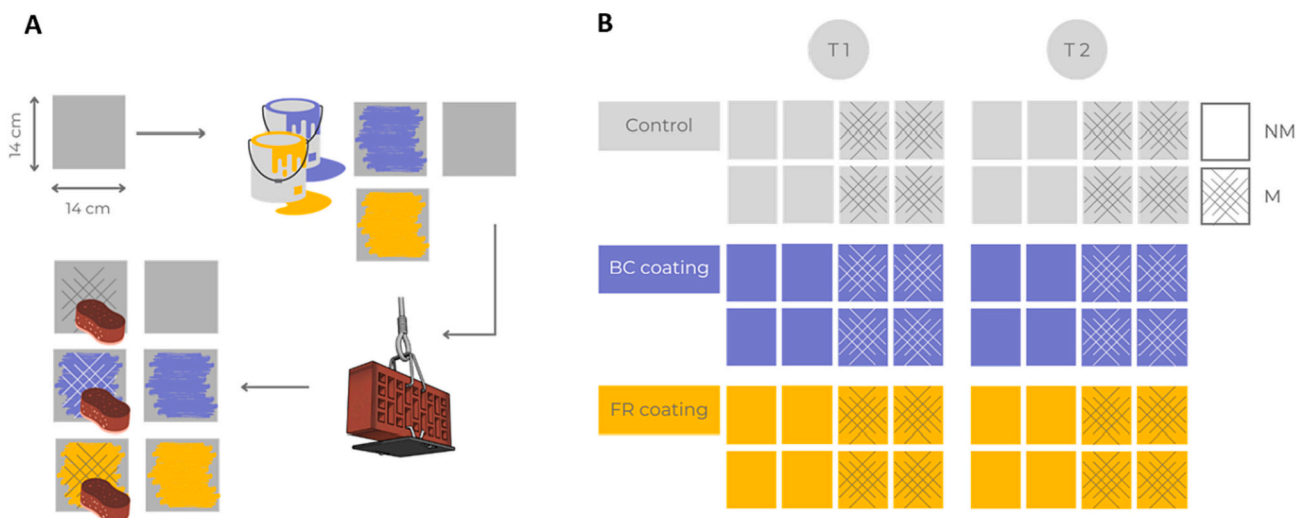 A
14 cm
14 cm
B
T 1
T 2
Control
NM
M
BC coating
FR coating